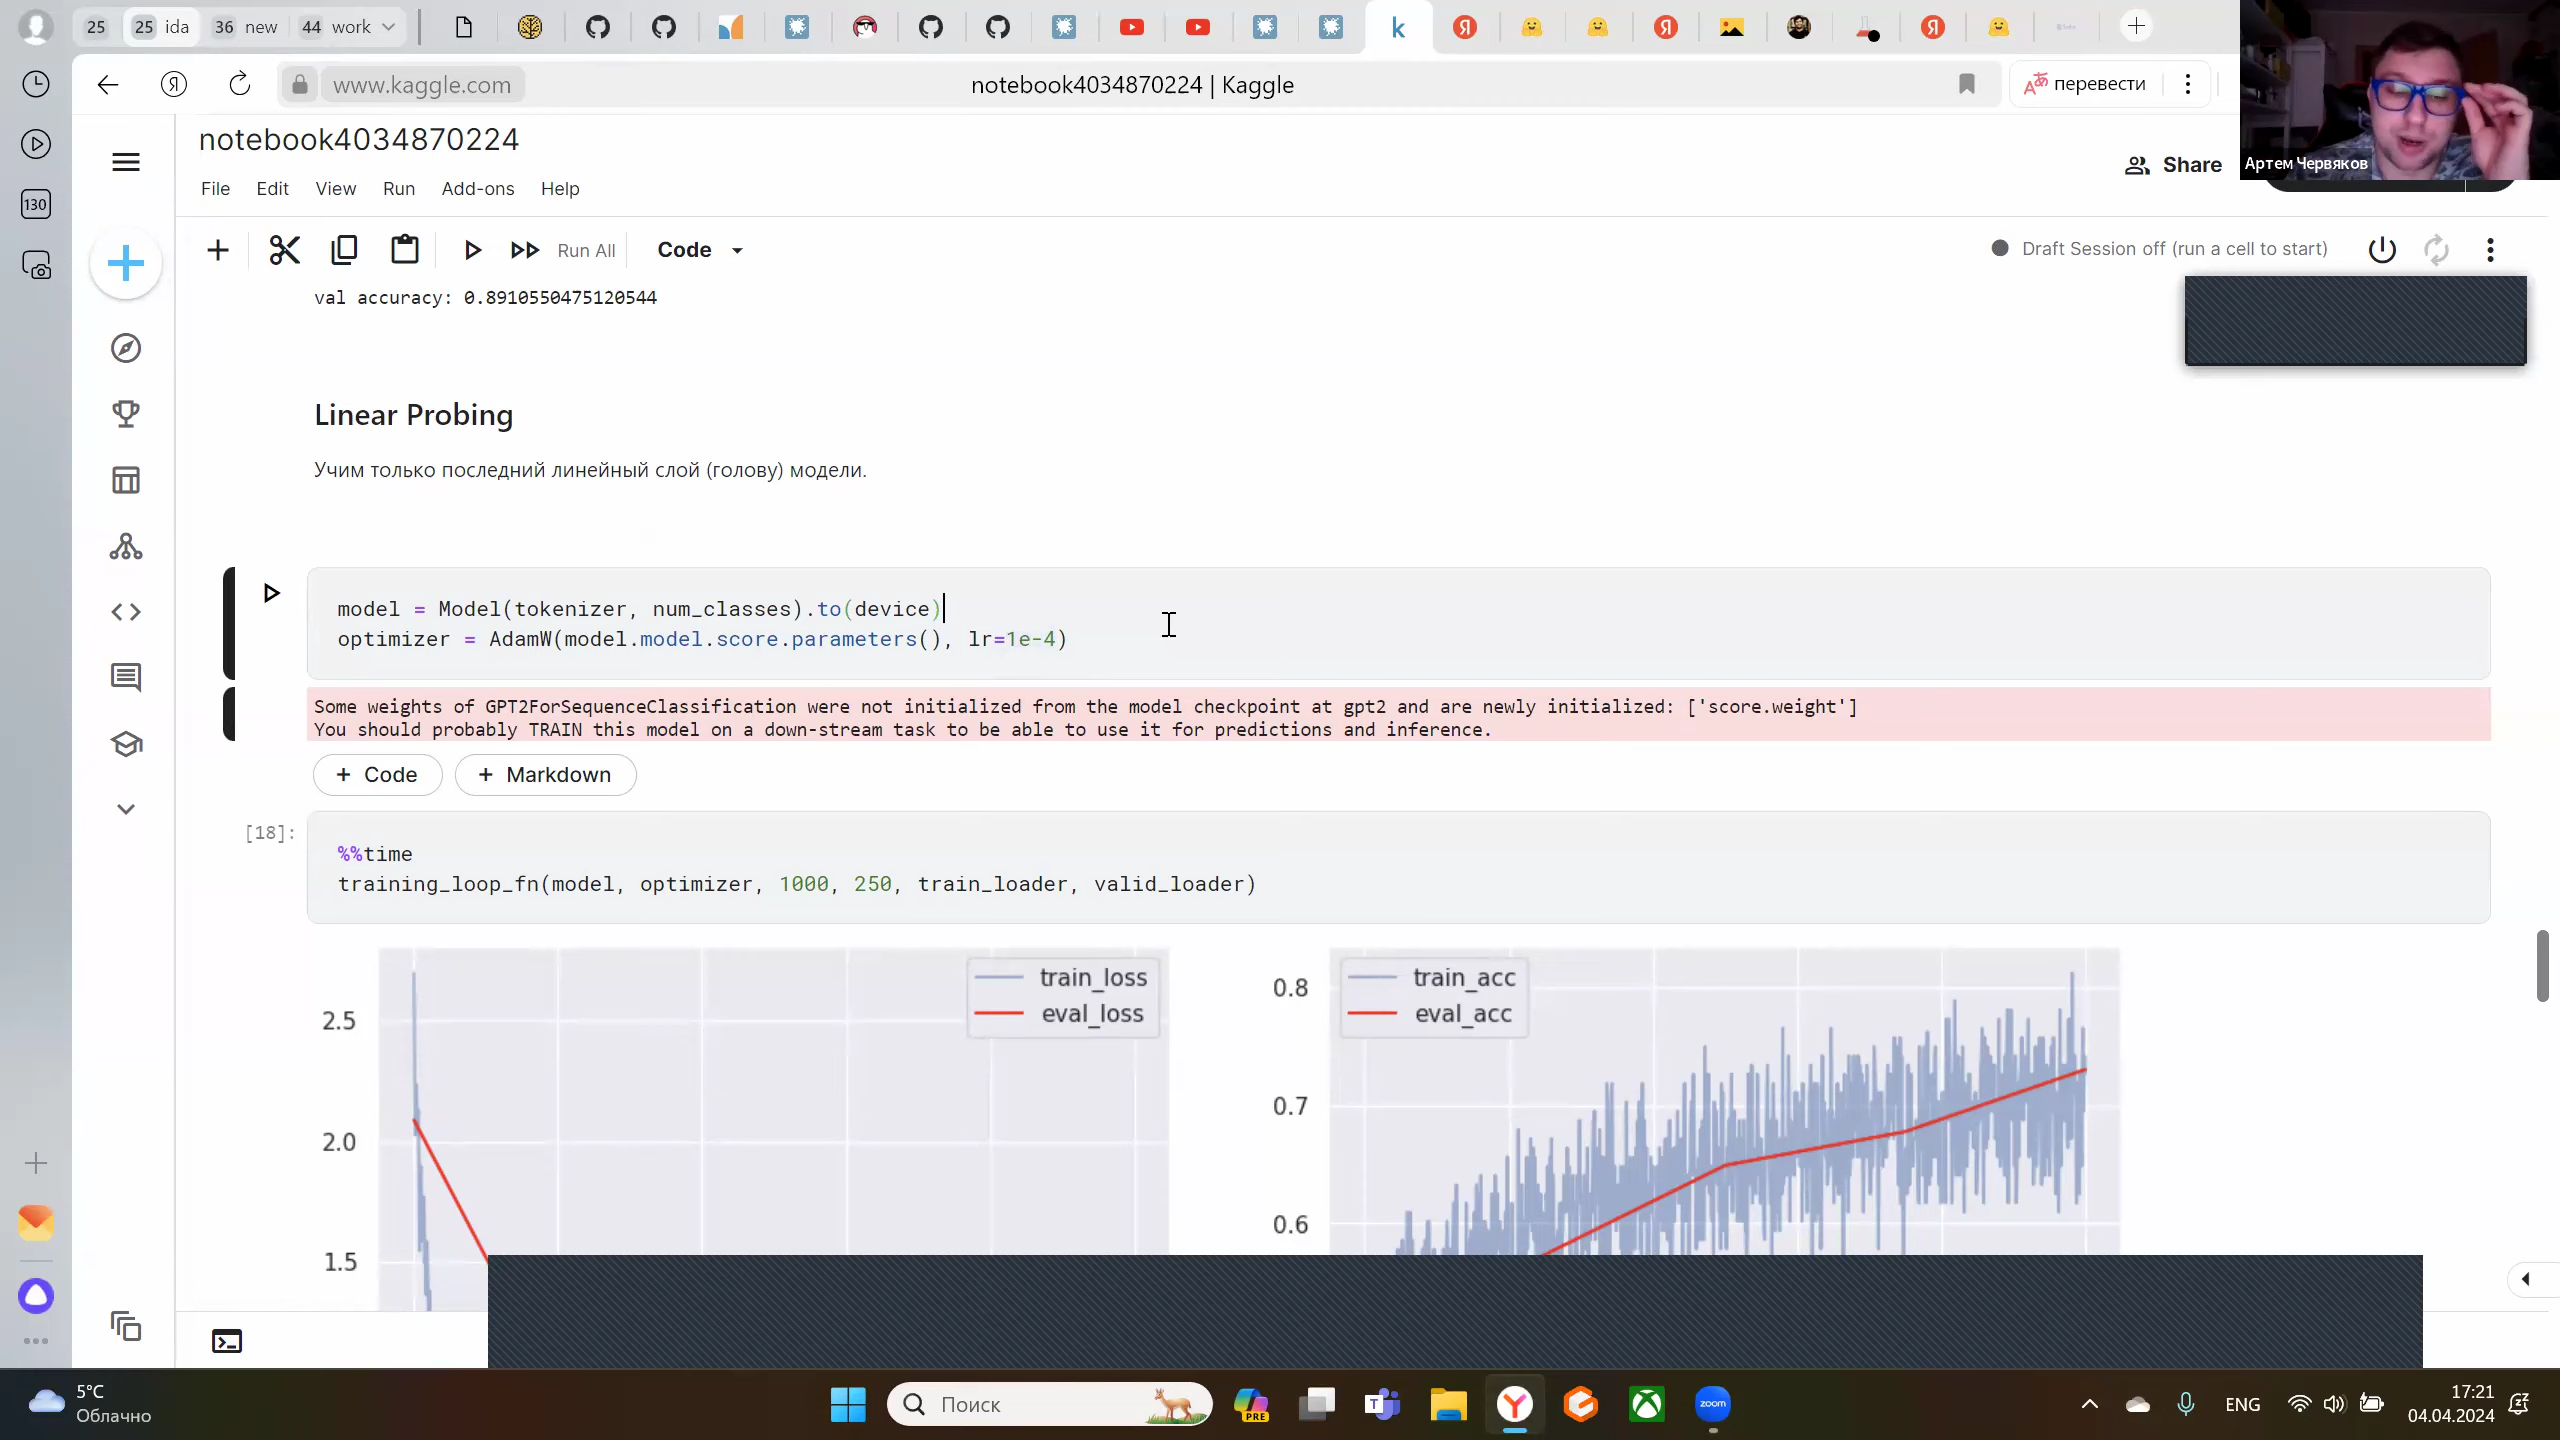 25 25 ida 36 new 44 work
www.kaggle.com
notebook4034870224 | Kaggle
перевести
130
notebook4034870224
File Edit View Run Add-ons Help
Share
Артем Червяков
Run All Code
Draft Session off (run a cell to start)
val accuracy: 0.8910550475120544
Linear Probing
Учим только последний линейный слой (голову) модели.
model = Model(tokenizer, num_classes).to(device)
optimizer = AdamW(model.model.score.parameters(), lr=1e-4)
Some weights of GPT2ForSequenceClassification were not initialized from the model checkpoint at gpt2 and are newly initialized: ['score.weight']
You should probably TRAIN this model on a down-stream task to be able to use it for predictions and inference.
+ Code + Markdown
[18]:
%%time
training_loop_fn(model, optimizer, 1000, 250, train_loader, valid_loader)
train_loss
eval_loss
2.5
2.0
1.5
train_acc
eval_acc
0.8
0.7
0.6
5°C
Облачно
Поиск
PRE
zoom
ENG
17:21
04.04.2024